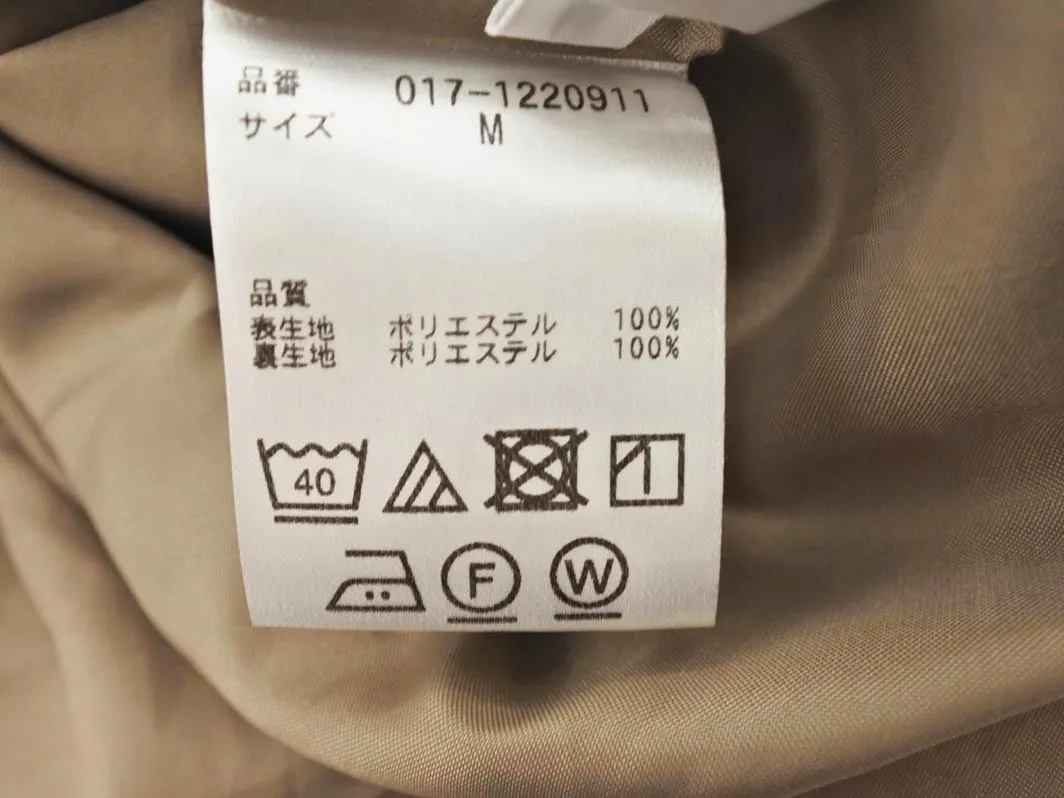 品番 017-1220911
サイズ M
品質
表生地 ポリエステル 100%
裏生地 ポリエステル 100%
40
F
W